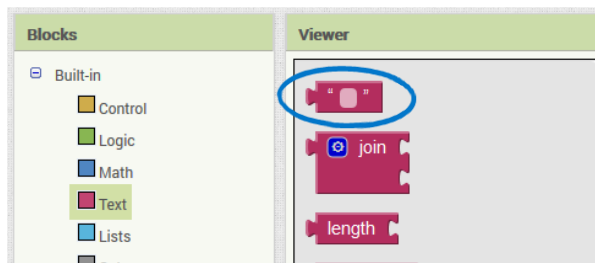 Blocks
Viewer
Built-in
Control
Logic
Math
Text
Lists
“ ”
join
length